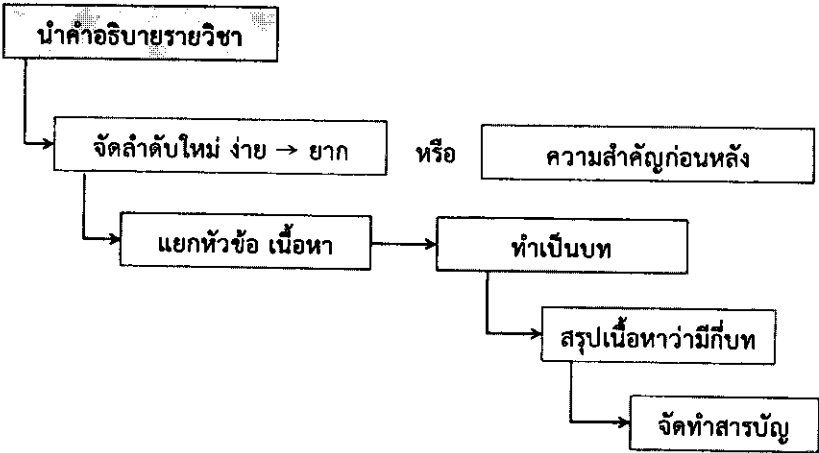 นำคำอธิบายรายวิชา
จัดลำดับใหม่ ง่าย → ยาก หรือ ความสำคัญก่อนหลัง
แยกหัวข้อ เนื้อหา
ทำเป็นบท
สรุปเนื้อหาว่ามีกี่บท
จัดทำสารบัญ